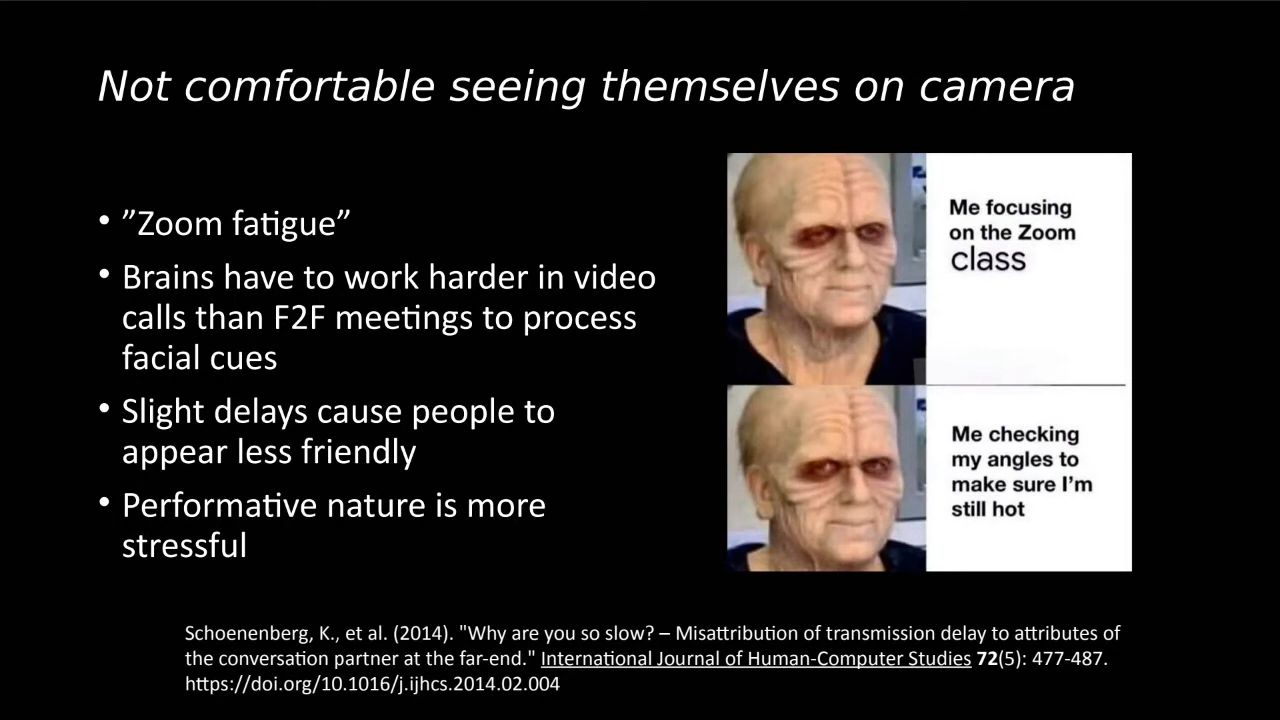 Not comfortable seeing themselves on camera
• ”Zoom fatigue”
• Brains have to work harder in video
calls than F2F meetings to process
facial cues
• Slight delays cause people to
appear less friendly
• Performative nature is more
stressful
Me focusing
on the Zoom
class
Me checking
my angles to
make sure I’m
still hot
Schoenenberg, K., et al. (2014). "Why are you so slow? – Misattribution of transmission delay to attributes of
the conversation partner at the far-end." International Journal of Human-Computer Studies 72(5): 477-487.
https://doi.org/10.1016/j.ijhcs.2014.02.004